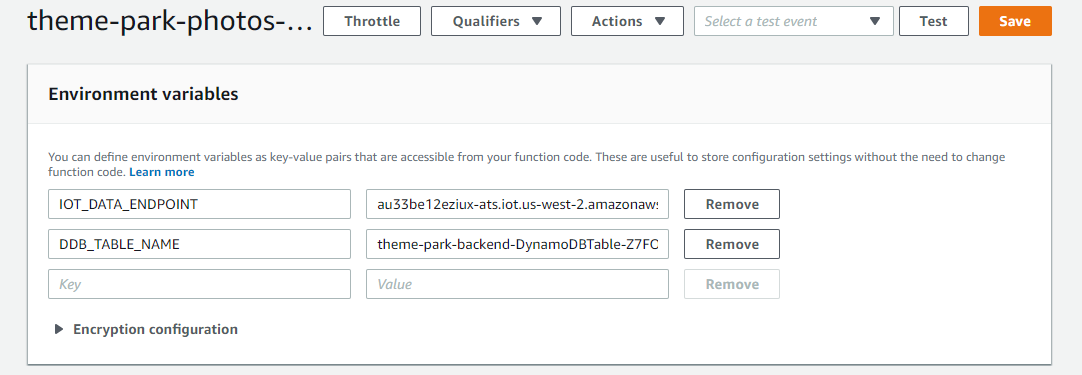 theme-park-photos-... Throttle Qualifiers Actions Select a test event Test Save
Environment variables
You can define environment variables as key-value pairs that are accessible from your function code. These are useful to store configuration settings without the need to change
function code. Learn more
IOT_DATA_ENDPOINT au33be12eziux-ats.iot.us-west-2.amazonaws Remove
DDB_TABLE_NAME theme-park-backend-DynamoDBTable-Z7FO Remove
Key Value Remove
Encryption configuration